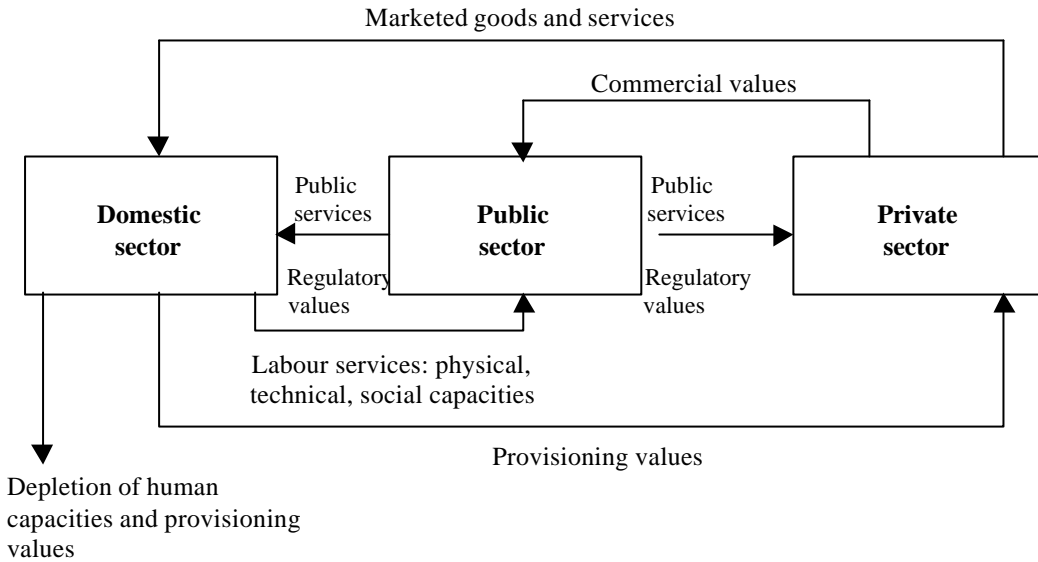 Marketed goods and services
Commercial values
Domestic
sector
Public
services
Regulatory
values
Public
sector
Public
services
Regulatory
values
Private
sector
Labour services: physical,
technical, social capacities
Provisioning values
Depletion of human
capacities and provisioning
values